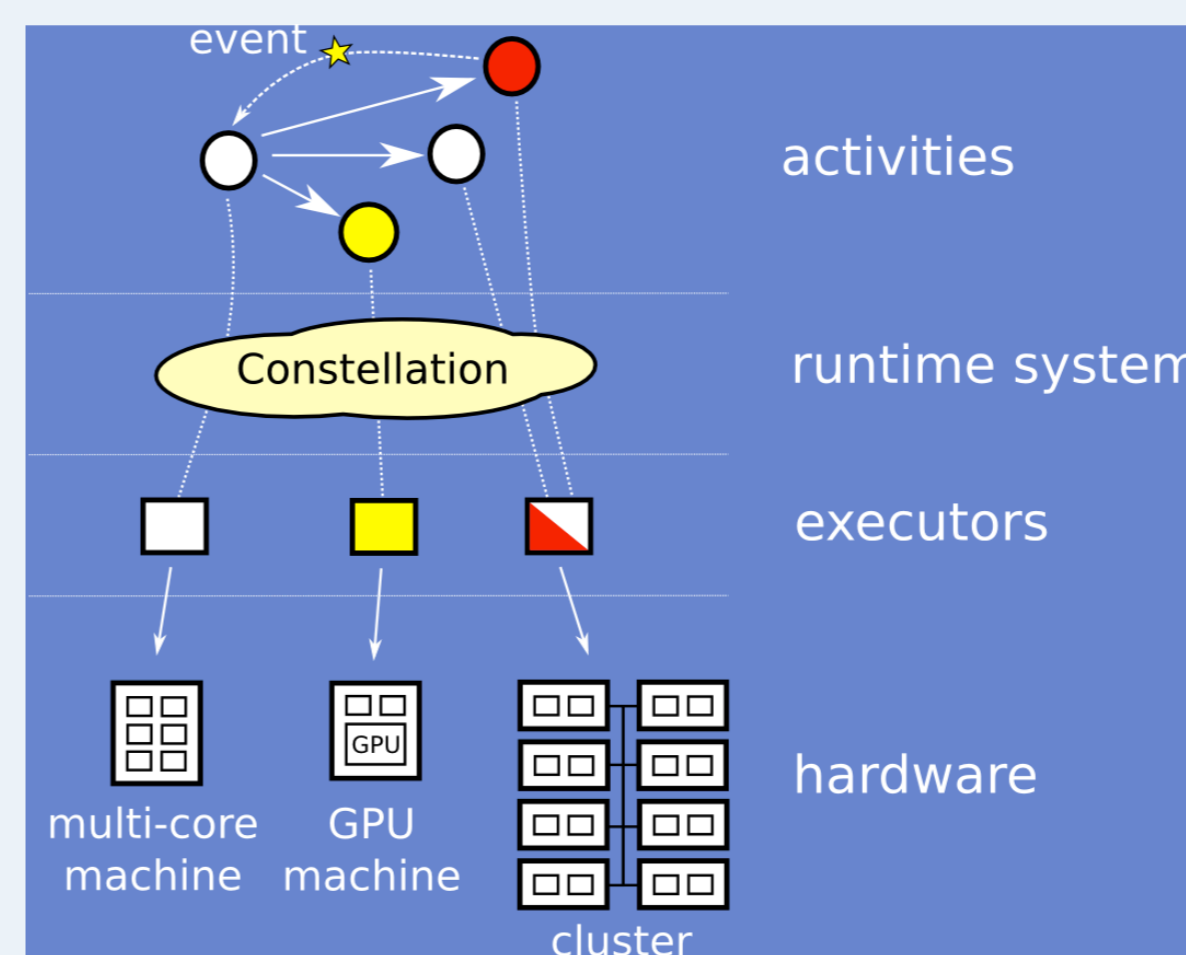 event
activities
Constellation
runtime system
executors
GPU
hardware
multi-core
machine
GPU
machine
cluster